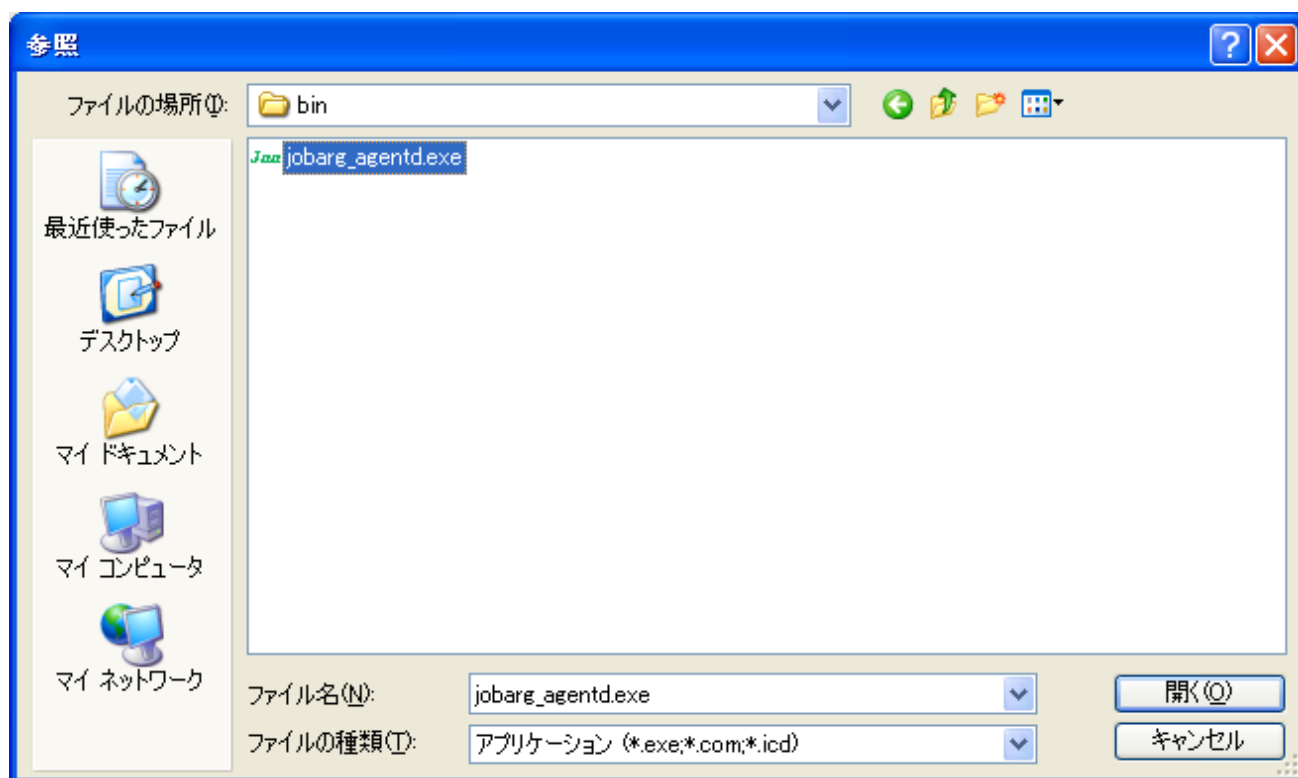 参照
ファイルの場所(I):
bin
Jaz jobarg_agentd.exe
最近使ったファイル
デスクトップ
マイ ドキュメント
マイ コンピュータ
マイ ネットワーク
ファイル名(N):
jobarg_agentd.exe
開く(O)
ファイルの種類(T):
アプリケーション (*.exe;*.com;*.icd)
キャンセル